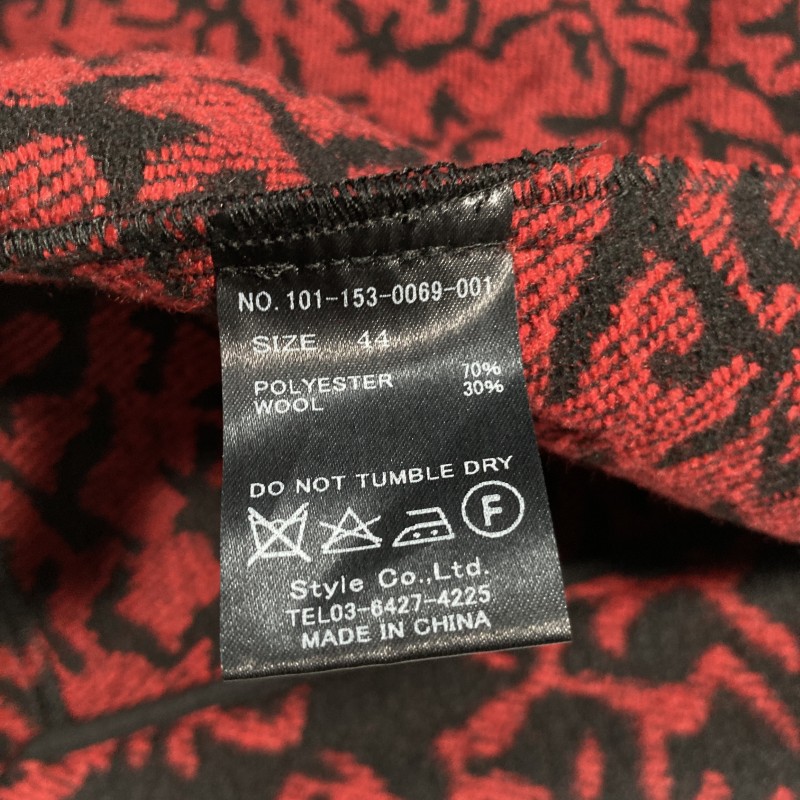 NO. 101-153-0069-001
SIZE 44
POLYESTER 70%
WOOL 30%
DO NOT TUMBLE DRY
F
Style Co.,Ltd.
TEL03-6427-4225
MADE IN CHINA